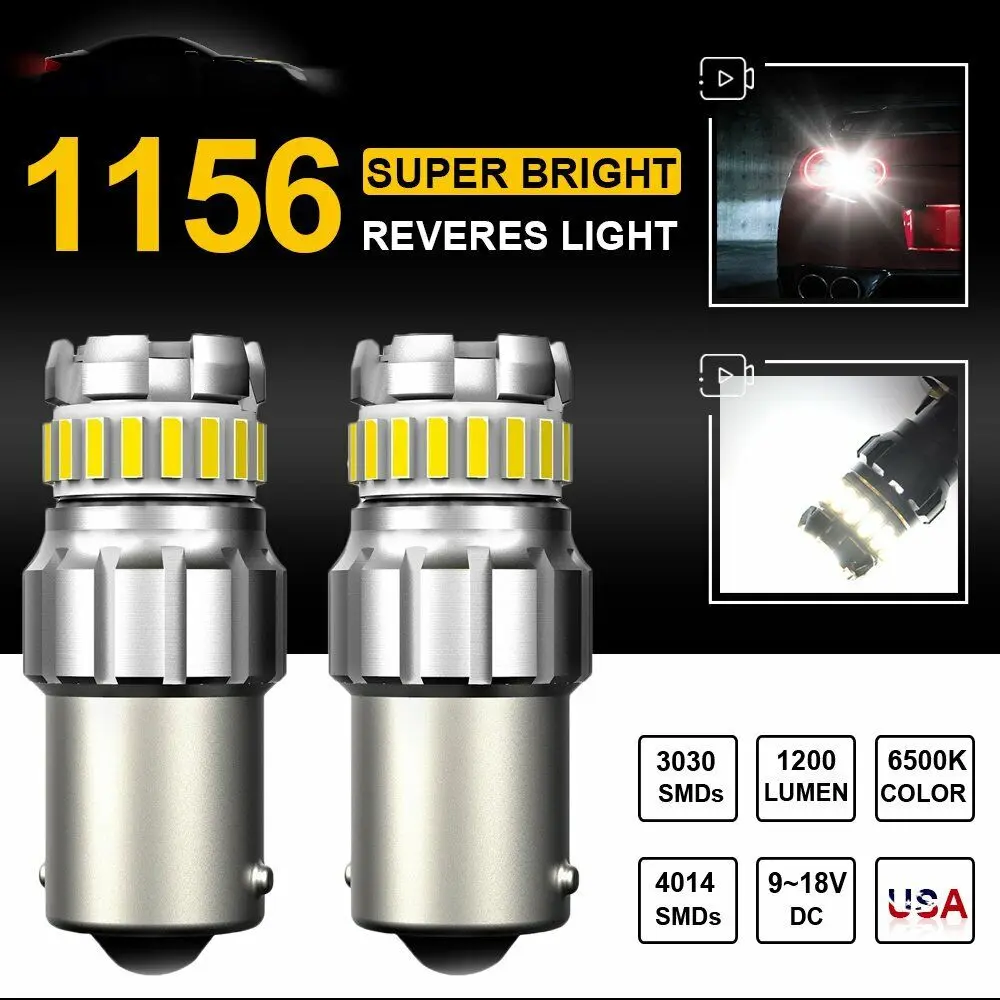 1156
SUPER BRIGHT
REVERES LIGHT
3030
SMDs
1200
LUMEN
6500K
COLOR
4014
SMDs
9~18V
DC
USA